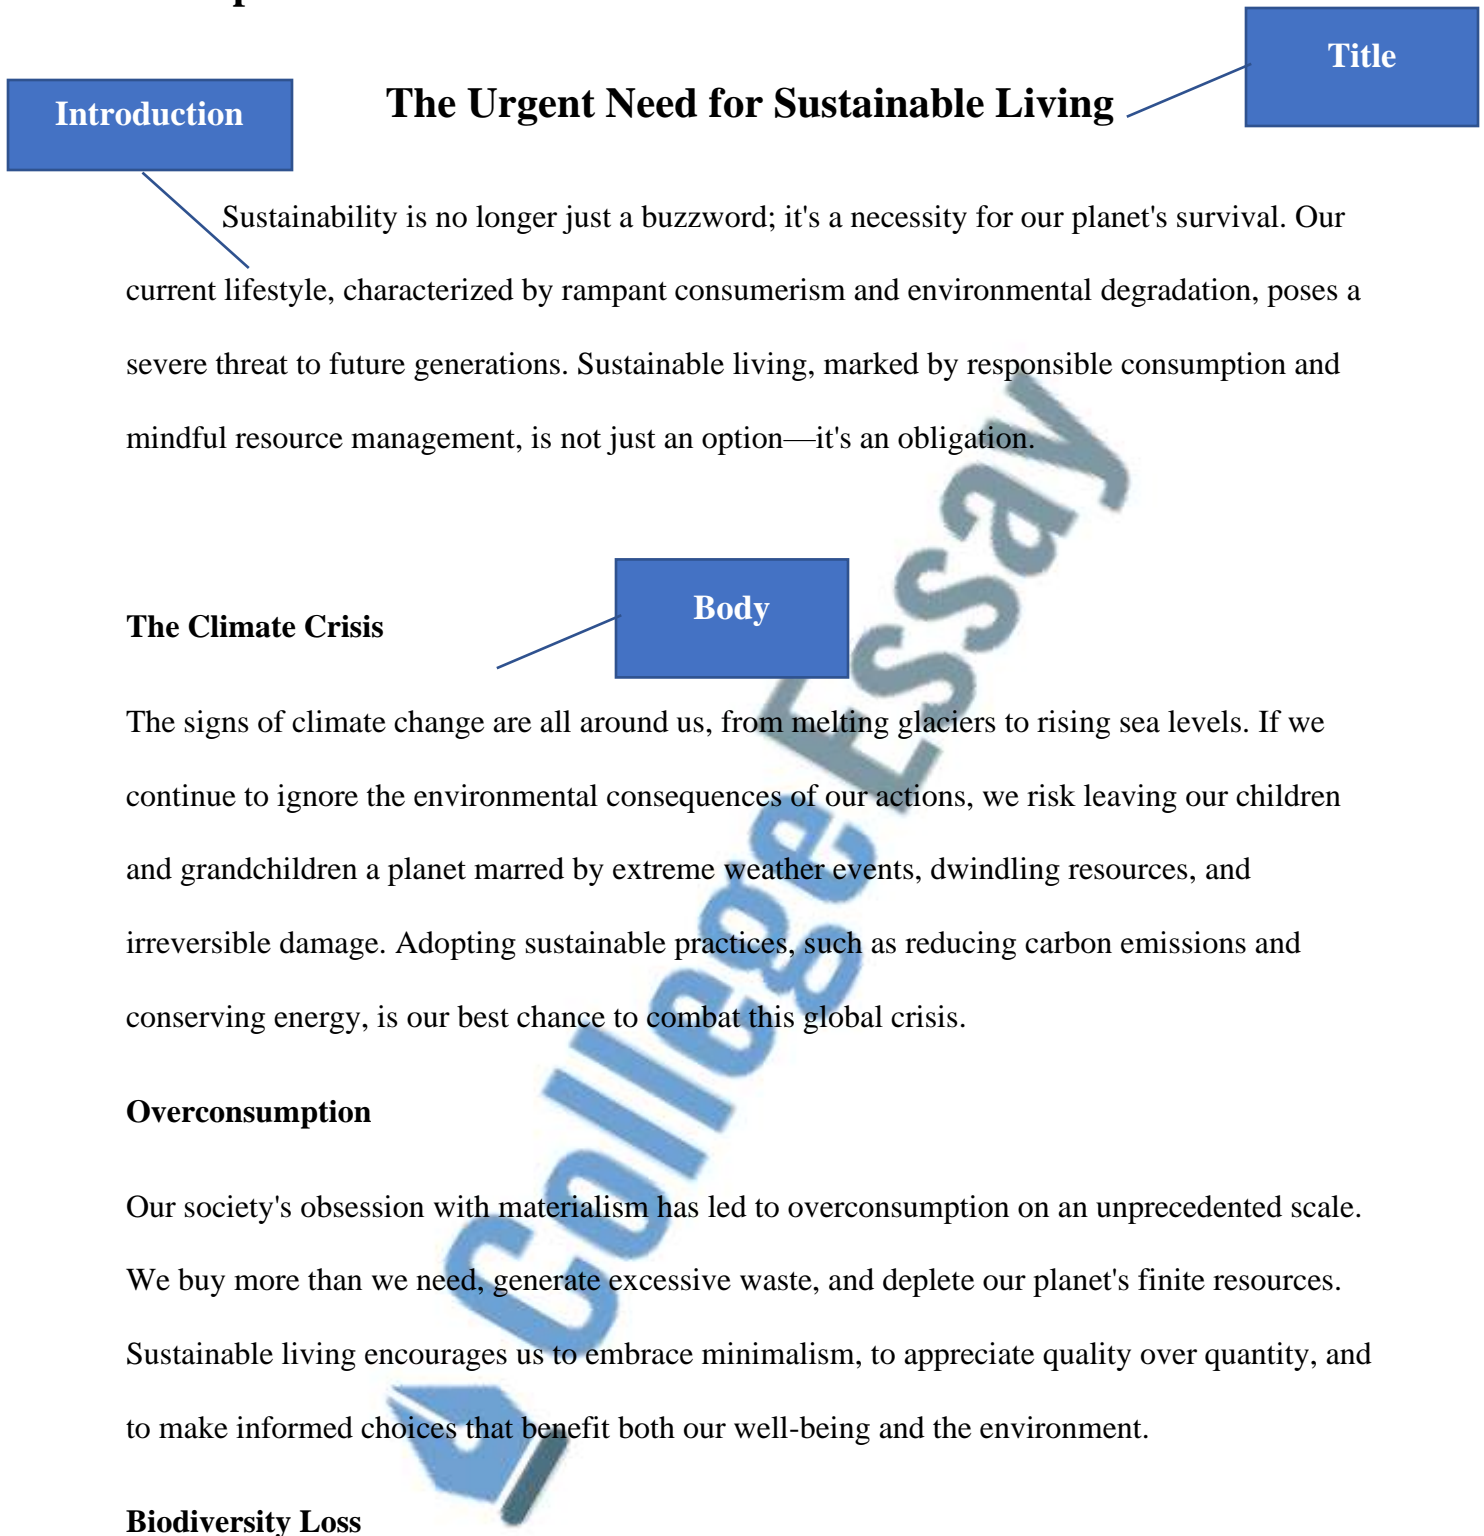 Title
Introduction
The Urgent Need for Sustainable Living
Sustainability is no longer just a buzzword; it's a necessity for our planet's survival. Our
current lifestyle, characterized by rampant consumerism and environmental degradation, poses a
severe threat to future generations. Sustainable living, marked by responsible consumption and
mindful resource management, is not just an option—it's an obligation.
Body
The Climate Crisis
The signs of climate change are all around us, from melting glaciers to rising sea levels. If we
continue to ignore the environmental consequences of our actions, we risk leaving our children
and grandchildren a planet marred by extreme weather events, dwindling resources, and
irreversible damage. Adopting sustainable practices, such as reducing carbon emissions and
conserving energy, is our best chance to combat this global crisis.
Overconsumption
Our society's obsession with materialism has led to overconsumption on an unprecedented scale.
We buy more than we need, generate excessive waste, and deplete our planet's finite resources.
Sustainable living encourages us to embrace minimalism, to appreciate quality over quantity, and
to make informed choices that benefit both our well-being and the environment.
Biodiversity Loss
College Essay